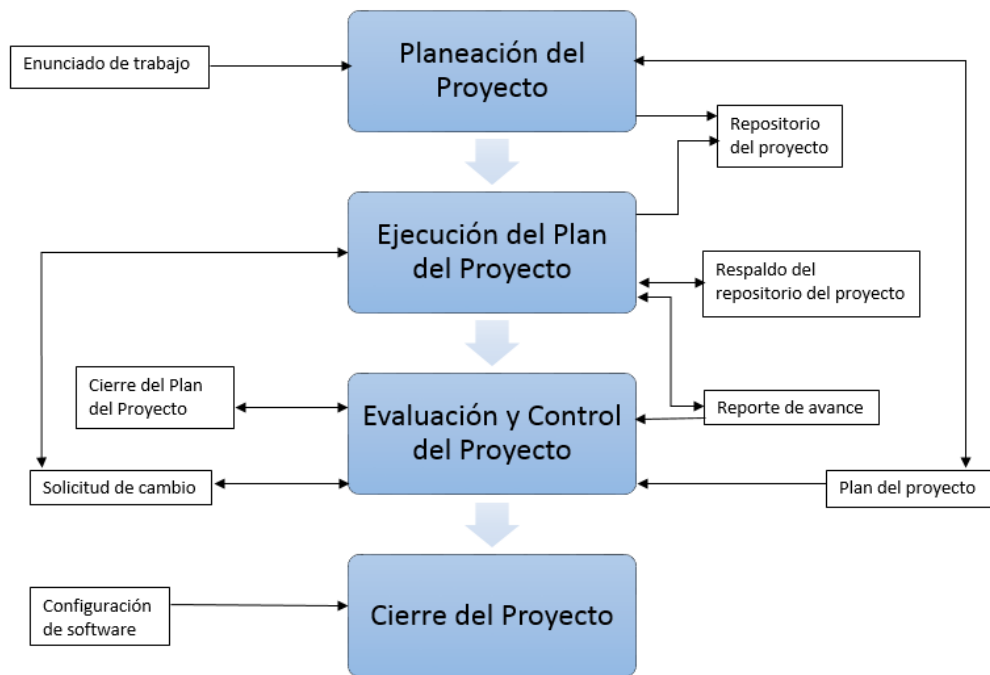 Planeación del
Proyecto
Enunciado de trabajo
Repositorio
del proyecto
Ejecución del Plan
del Proyecto
Respaldo del
repositorio del proyecto
Cierre del Plan
del Proyecto
Evaluación y Control
del Proyecto
Reporte de avance
Solicitud de cambio
Plan del proyecto
Configuración
de software
Cierre del Proyecto